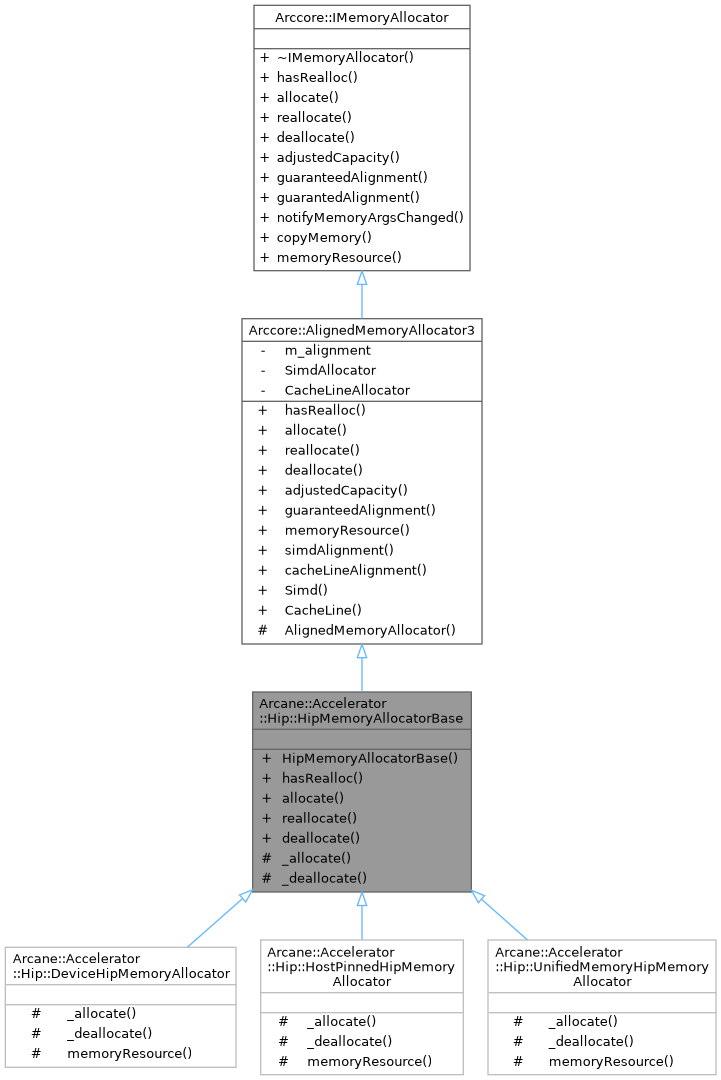 Arccore::IMemoryAllocator
+ ~IMemoryAllocator()
+ hasRealloc()
+ allocate()
+ reallocate()
+ deallocate()
+ adjustedCapacity()
+ guaranteedAlignment()
+ guarantedAlignment()
+ notifyMemoryArgsChanged()
+ copyMemory()
+ memoryResource()
Arccore::AlignedMemoryAllocator3
- m_alignment
- SimdAllocator
- CacheLineAllocator
+ hasRealloc()
+ allocate()
+ reallocate()
+ deallocate()
+ adjustedCapacity()
+ guaranteedAlignment()
+ memoryResource()
+ simdAlignment()
+ cacheLineAlignment()
+ Simd()
+ CacheLine()
# AlignedMemoryAllocator()
Arcane::Accelerator
::Hip::HipMemoryAllocatorBase
+ HipMemoryAllocatorBase()
+ hasRealloc()
+ allocate()
+ reallocate()
+ deallocate()
# _allocate()
# _deallocate()
Arcane::Accelerator
::Hip::DeviceHipMemoryAllocator
# _allocate()
# _deallocate()
# memoryResource()
Arcane::Accelerator
::Hip::HostPinnedHipMemory
Allocator
# _allocate()
# _deallocate()
# memoryResource()
Arcane::Accelerator
::Hip::UnifiedMemoryHipMemory
Allocator
# _allocate()
# _deallocate()
# memoryResource()